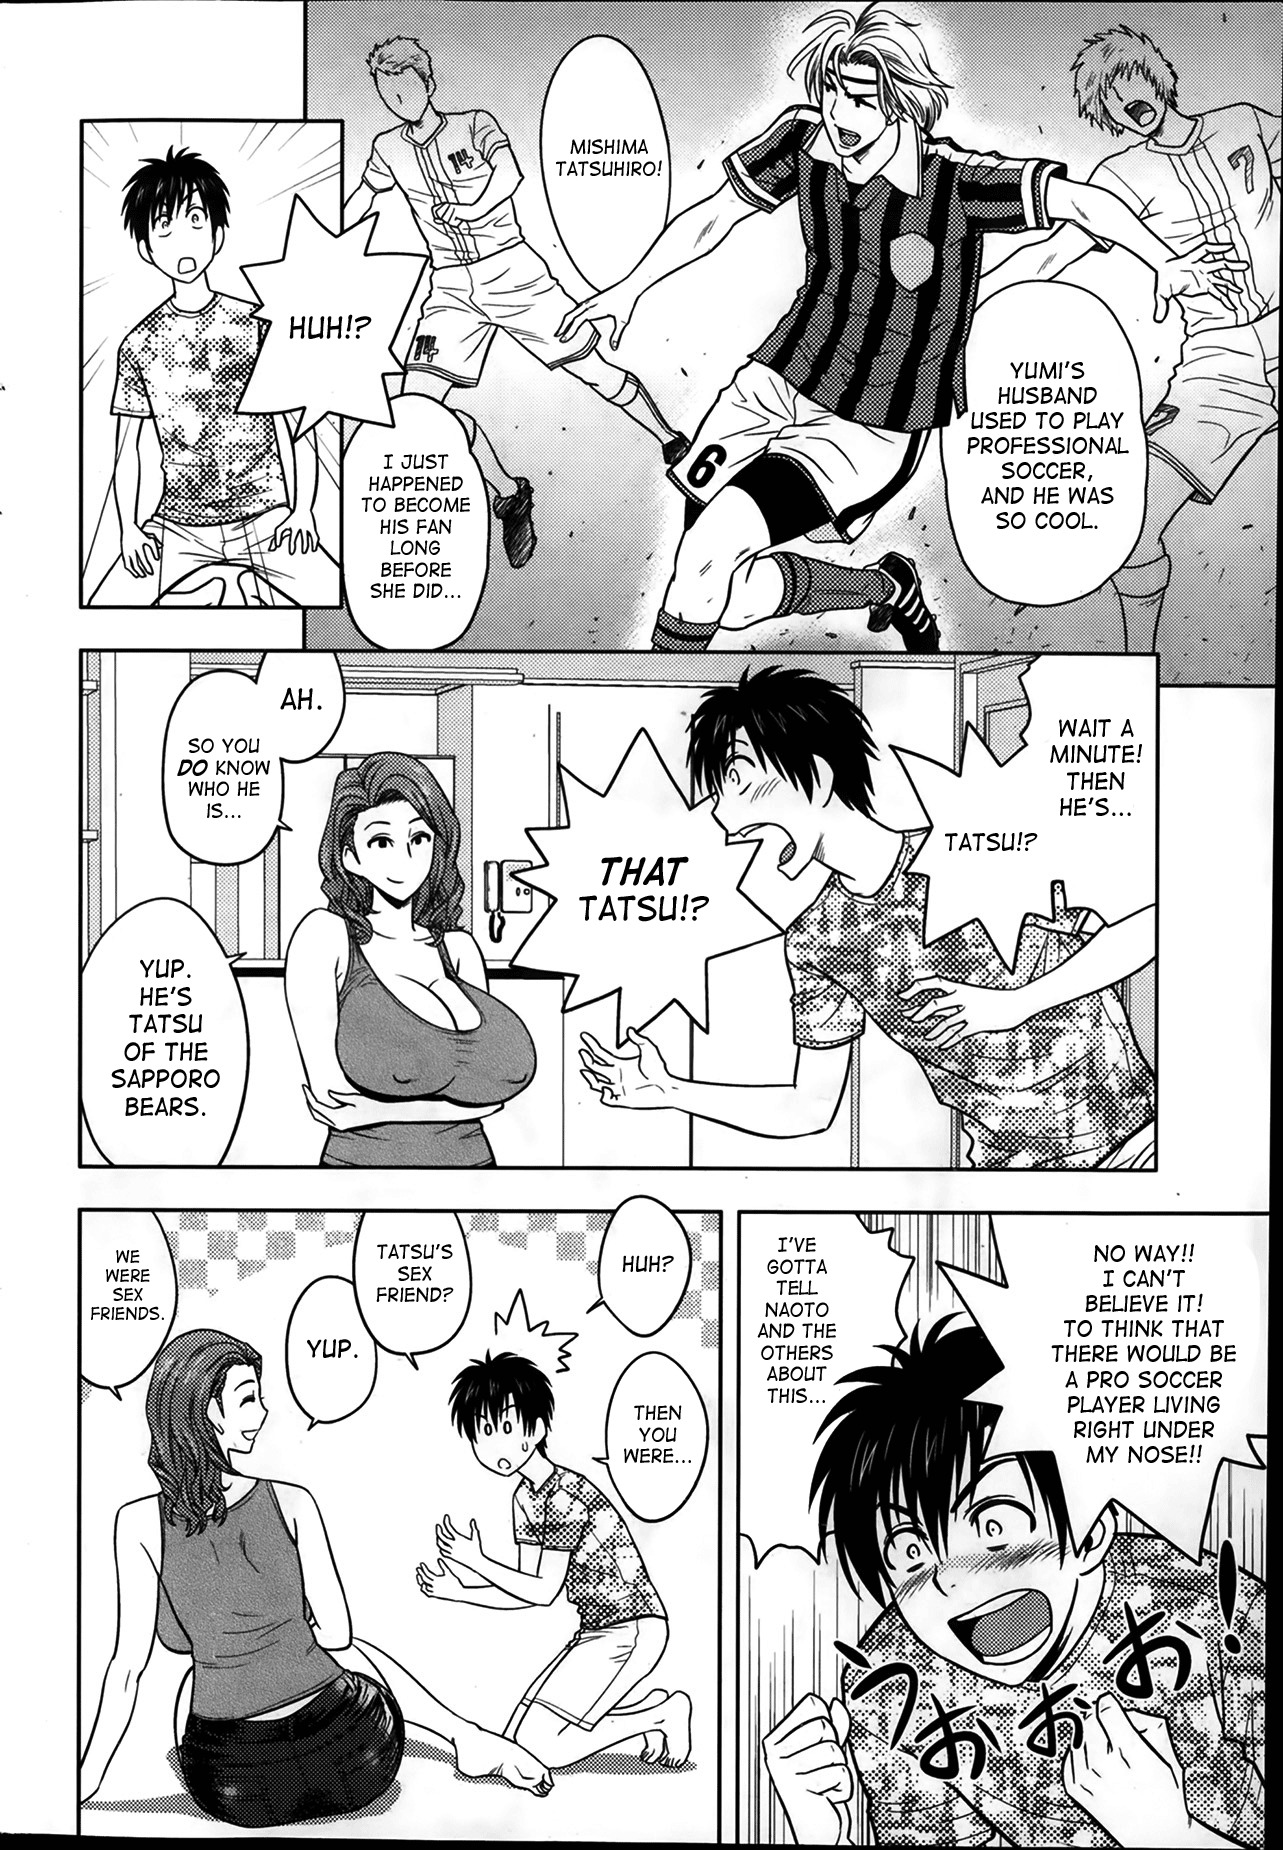 MISHIMA
TATSUHIRO!
YUMI'S
HUSBAND
USED TO PLAY
PROFESSIONAL
SOCCER,
AND HE WAS
SO COOL.
I JUST
HAPPENED
TO BECOME
HIS FAN
LONG
BEFORE
SHE DID...
HUH!?
14
14
6
7
WAIT A
MINUTE!
THEN
HE'S...
TATSU!?
THAT
TATSU!?
AH.
SO YOU
DO KNOW
WHO HE
IS...
YUP.
HE'S
TATSU
OF THE
SAPPORO
BEARS.
NO WAY!!
I CAN'T
BELIEVE IT!
TO THINK THAT
THERE WOULD BE
A PRO SOCCER
PLAYER LIVING
RIGHT UNDER
MY NOSE!!
I'VE
GOTTA
TELL
NAOTO
AND THE
OTHERS
ABOUT
THIS...
うおおお!
HUH?
THEN
YOU
WERE...
TATSU'S
SEX
FRIEND?
YUP.
WE
WERE
SEX
FRIENDS.